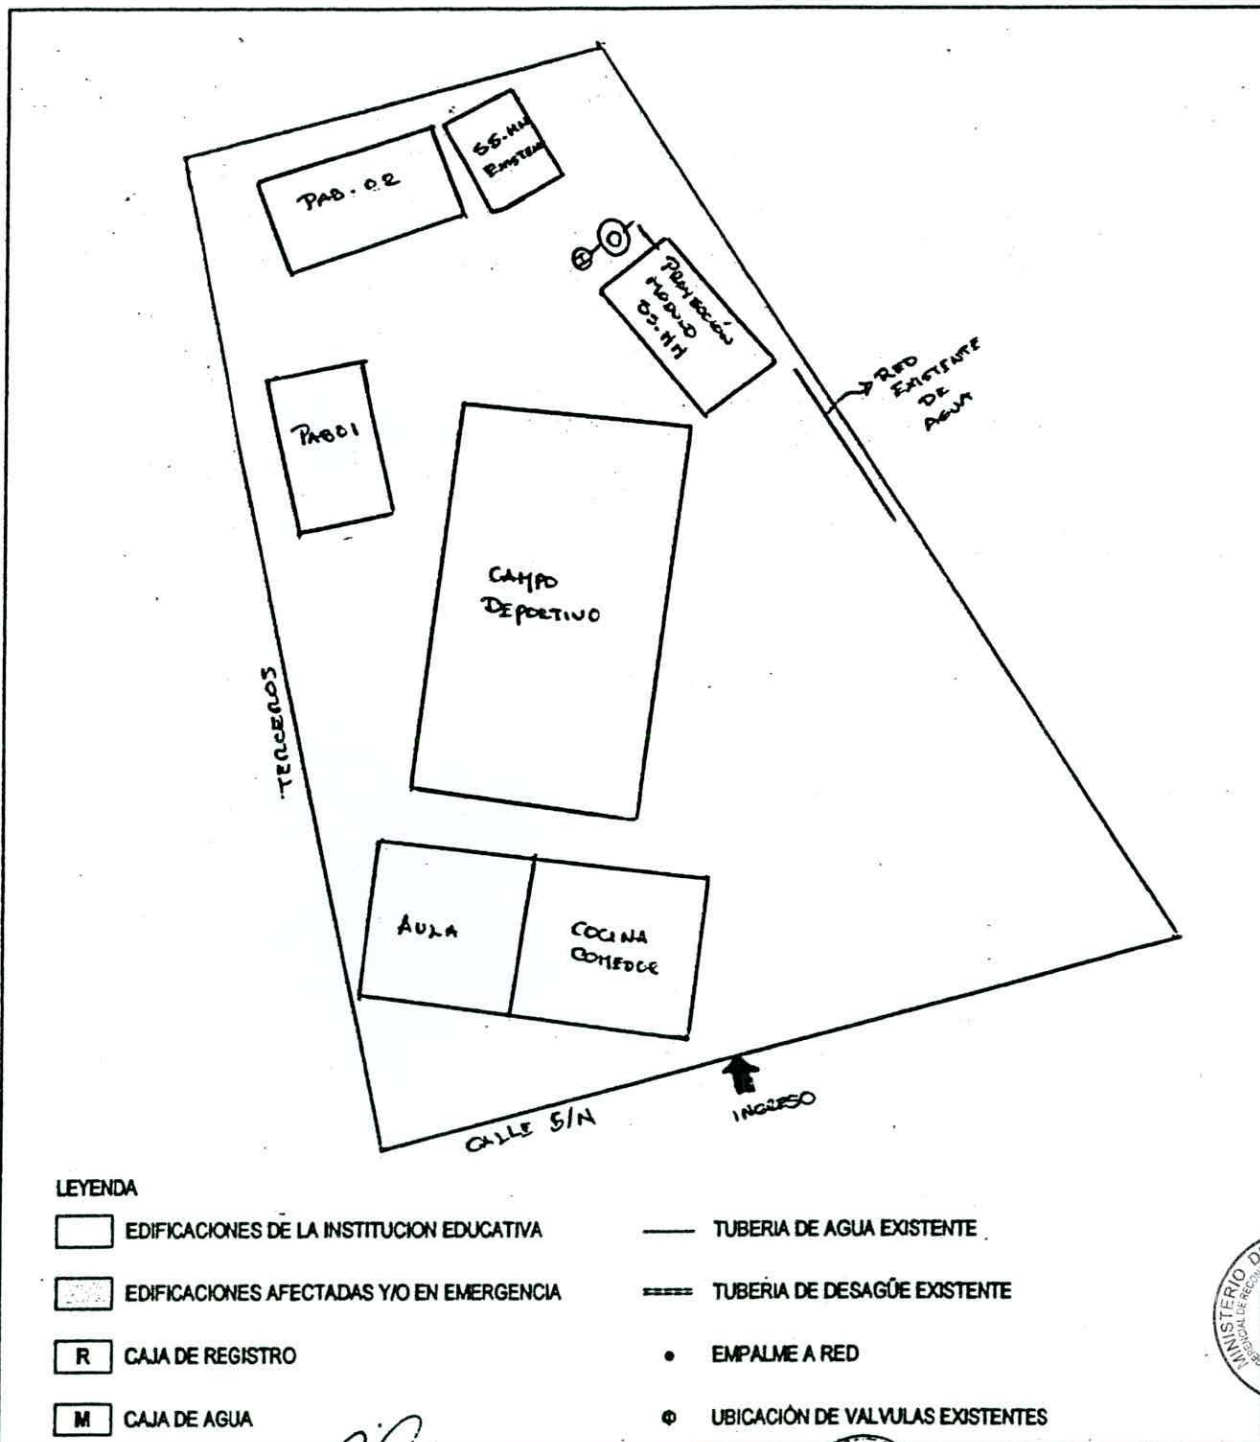 SS.HH
EXISTEN
PAB-02
PROYECCIÓN
MODULO
SS.HH
RED
EXISTENTE
DE
AGUA
PAB01
CAMPO
DEPORTIVO
TERCEROS
AULA
COCINA
COMEDOR
INGRESO
CALLE S/N
LEYENDA
EDIFICACIONES DE LA INSTITUCION EDUCATIVA
TUBERIA DE AGUA EXISTENTE
EDIFICACIONES AFECTADAS Y/O EN EMERGENCIA
TUBERIA DE DESAGÜE EXISTENTE
R CAJA DE REGISTRO
EMPALME A RED
M CAJA DE AGUA
UBICACIÓN DE VALVULAS EXISTENTES
MINISTERIO D